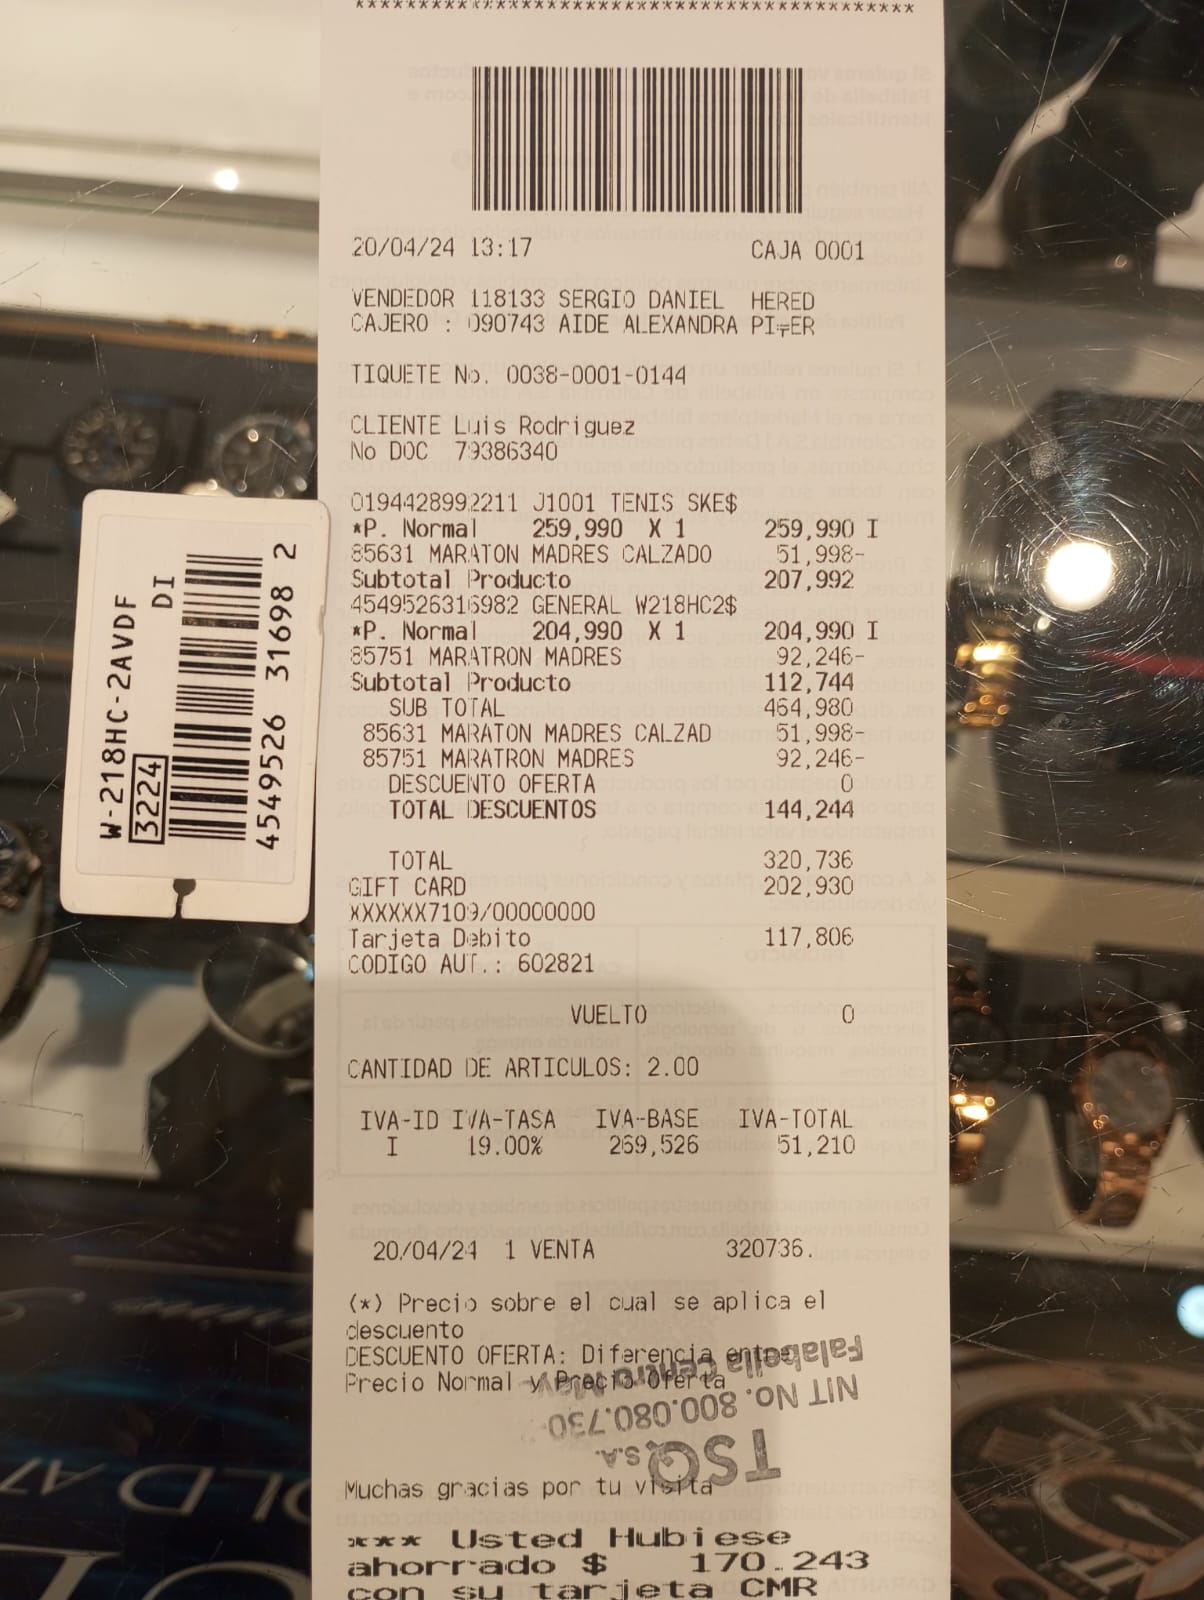 ********************************************
20/04/24 13:17 CAJA 0001
VENDEDOR 118133 SERGIO DANIEL HERED
CAJERO : 090743 AIDE ALEXANDRA
TIQUETE No. 0038-0001-0144
CLIENTE Luis Rodriguez
No DOC 79386340
0194428992211 J1001 TENIS SKE$
*P. Normal 259,990 X 1 259,990 I
85631 MARATON MADRES CALZADO 51,998-
Subtotal Producto 207,992
4549526316982 GENERAL W218HC2$
*P. Normal 204,990 X 1 204,990 I
85751 MARATRON MADRES 92,246-
Subtotal Producto 112,744
SUB TOTAL 464,980
85631 MARATON MADRES CALZAD 51,998-
85751 MARATRON MADRES 92,246-
DESCUENTO OFERTA 0
TOTAL DESCUENTOS 144,244
TOTAL 320,736
GIFT CARD 202,930
XXXXXX7109/00000000
Tarjeta Debito 117,806
CODIGO AUT.: 602821
VUELTO 0
CANTIDAD DE ARTICULOS: 2.00
IVA-ID IVA-TASA IVA-BASE IVA-TOTAL
I 19.00% 269,526 51,210
20/04/24 1 VENTA 320736.
(*) Precio sobre el cual se aplica el
descuento
DESCUENTO OFERTA: Diferencia entre
Precio Normal y Precio Oferta
Falabella Centro May
NIT No. 800.080.730
TSQ S.A.
Muchas gracias por tu visita
*** Usted Hubiese
ahorrado $ 170.243
con su tarjeta CMR
W-218HC-2AVDF
DI
3224
4549526 31698 2